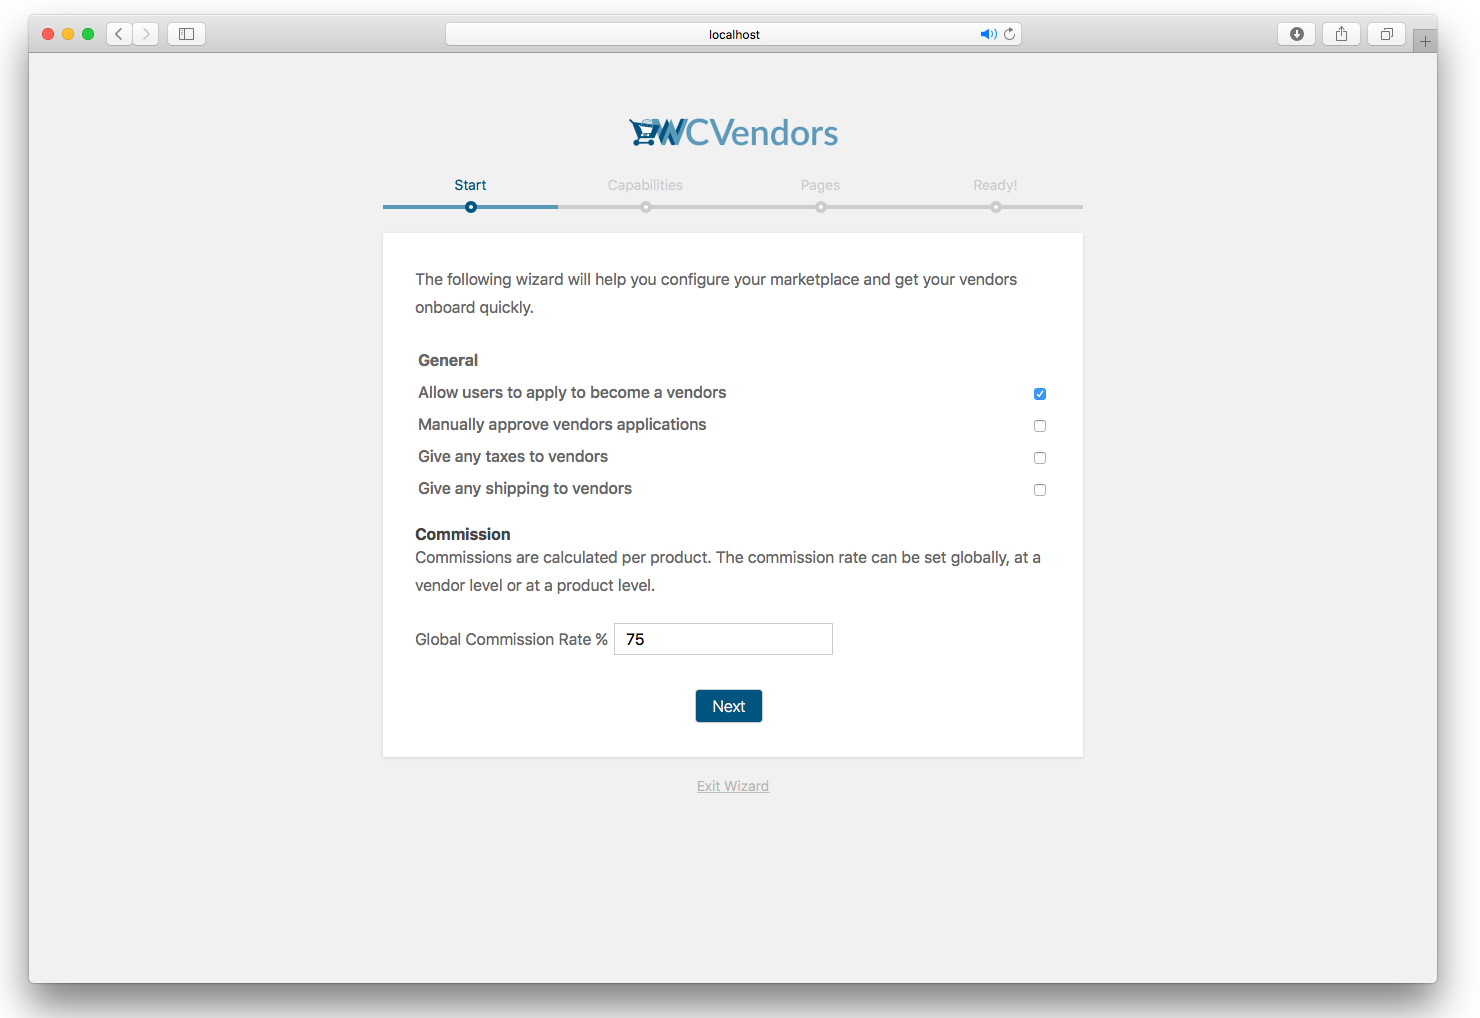 localhost
WCVendors
Start
Capabilities
Pages
Ready!
The following wizard will help you configure your marketplace and get your vendors
onboard quickly.
General
Allow users to apply to become a vendors
Manually approve vendors applications
Give any taxes to vendors
Give any shipping to vendors
Commission
Commissions are calculated per product. The commission rate can be set globally, at a
vendor level or at a product level.
Global Commission Rate % 75
Next
Exit Wizard